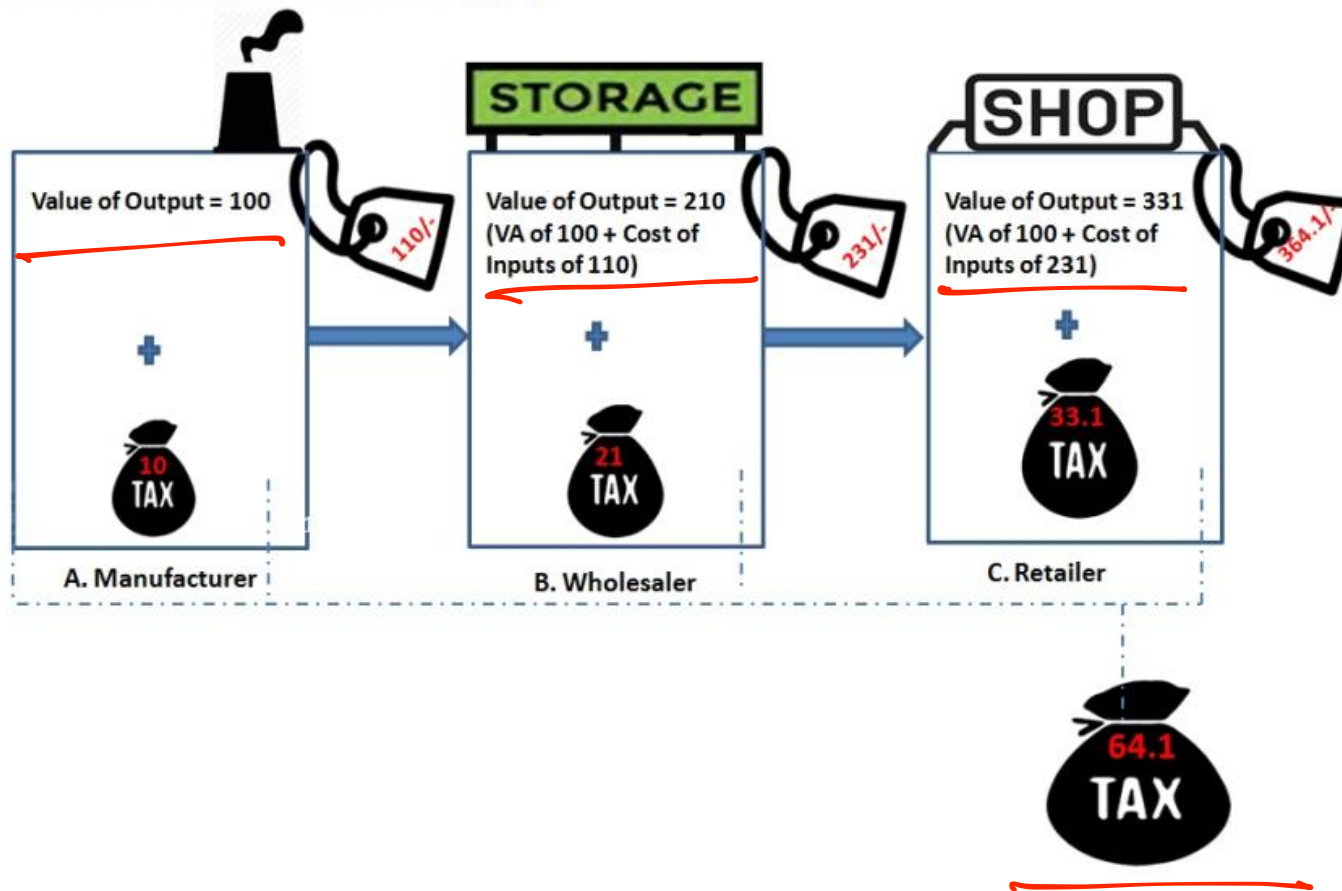 STORAGE
SHOP
Value of Output = 100
110/-
Value of Output = 210
(VA of 100 + Cost of
Inputs of 110)
231/-
Value of Output = 331
(VA of 100 + Cost of
Inputs of 231)
364.1/-
10
TAX
21
TAX
33.1
TAX
A. Manufacturer
B. Wholesaler
C. Retailer
64.1
TAX